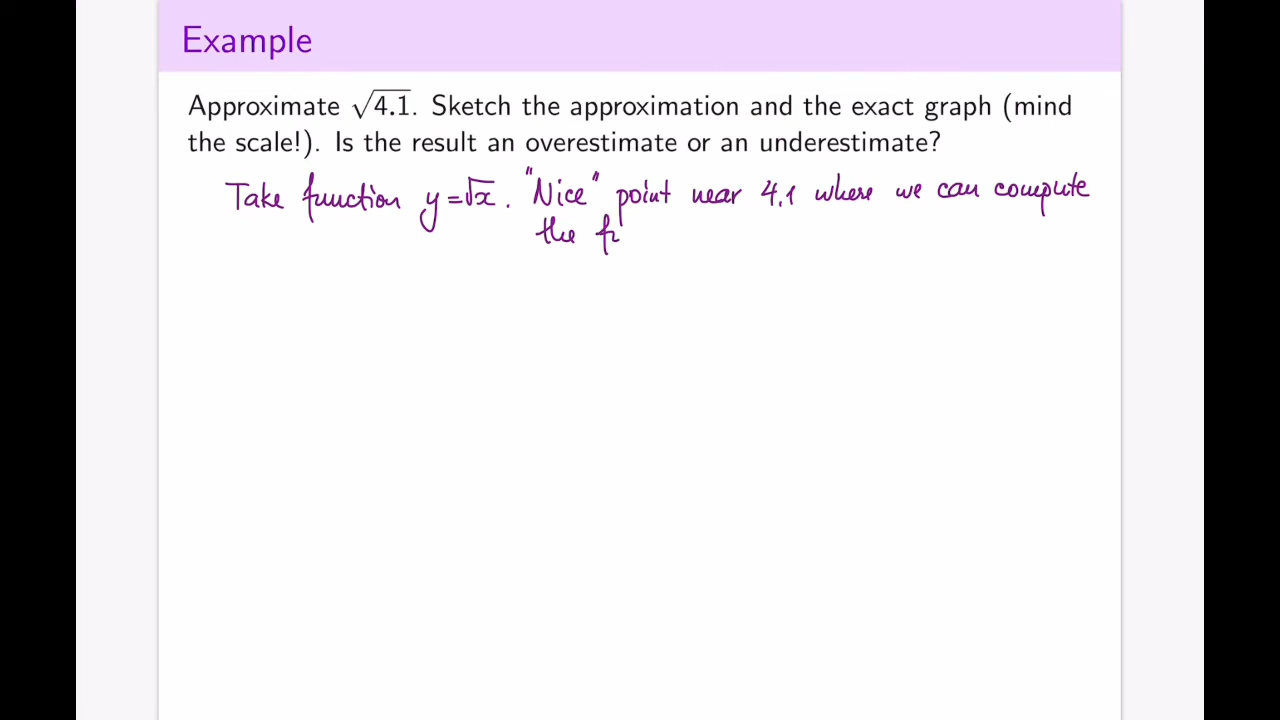 Example
Approximate √4.1. Sketch the approximation and the exact graph (mind
the scale!). Is the result an overestimate or an underestimate?
Take function y=√x. "Nice" point near 4.1 where we can compute
the f